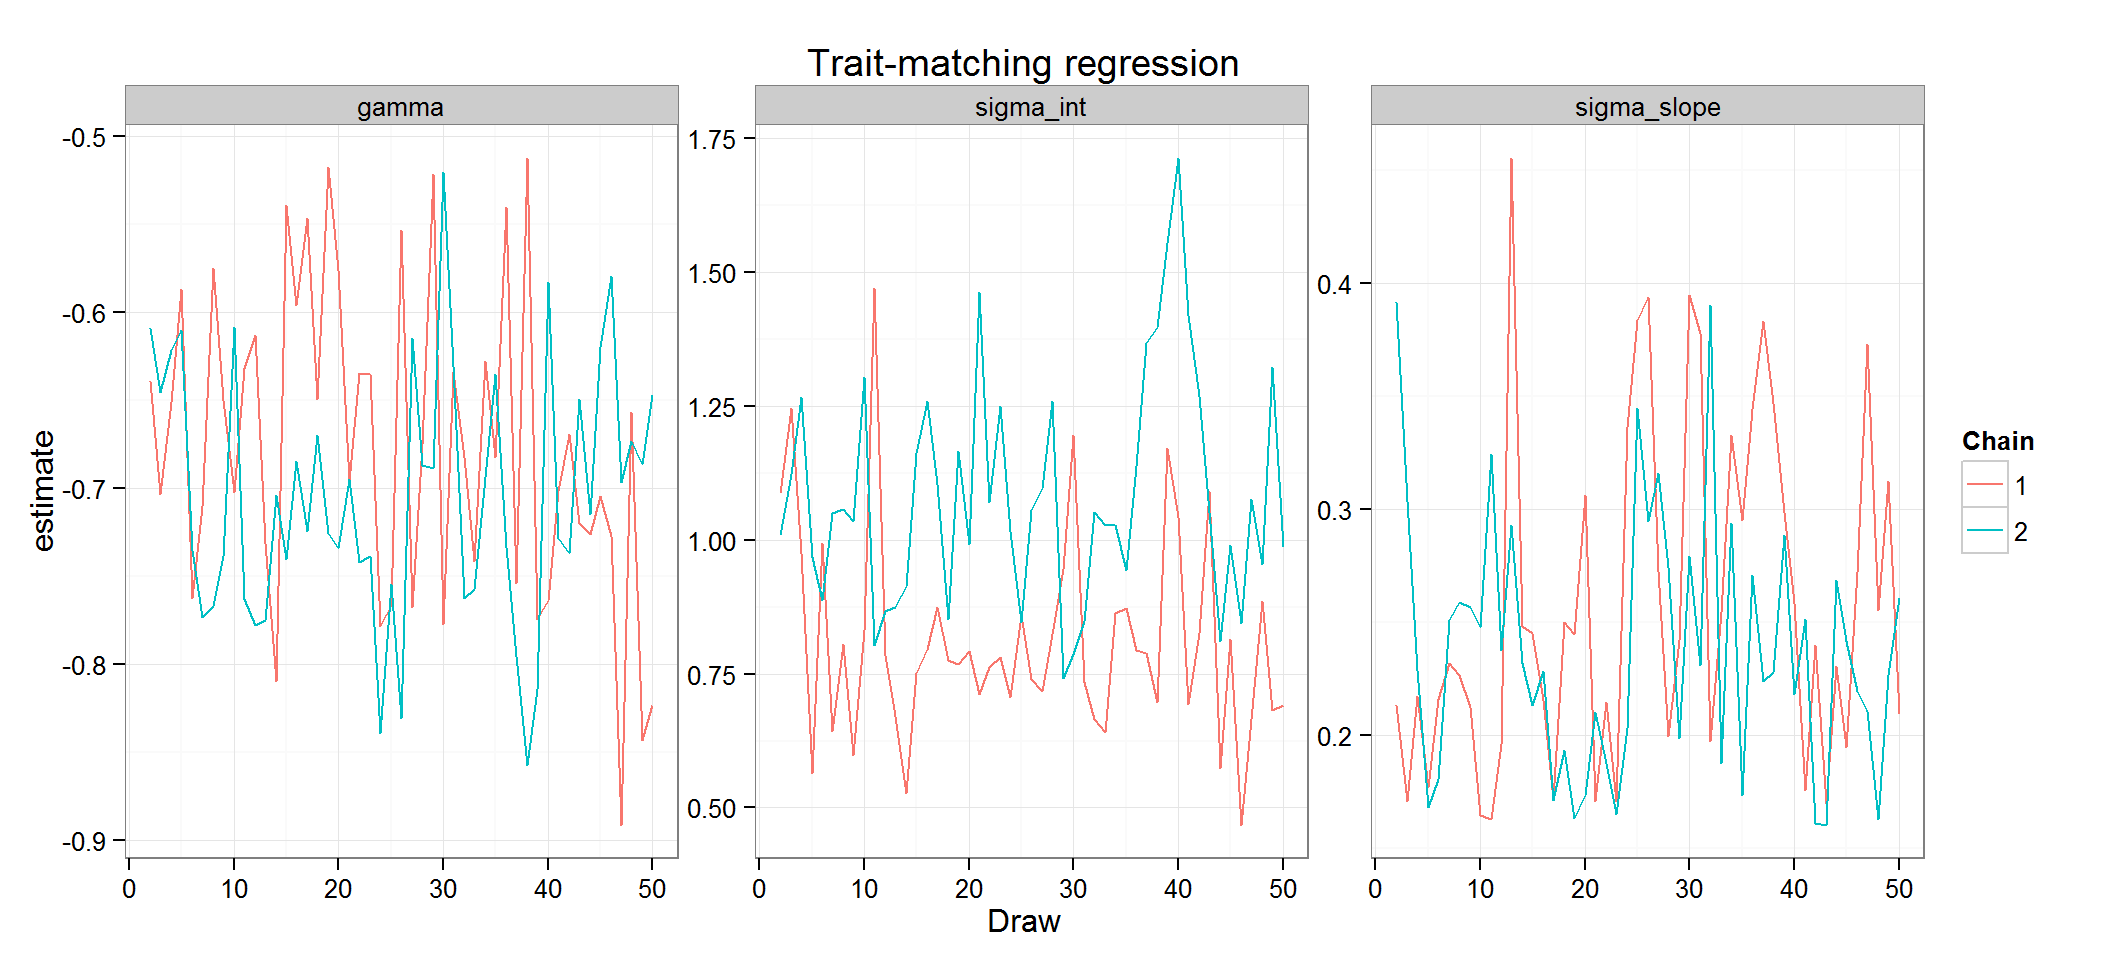 Trait-matching regression
gamma
sigma_int
sigma_slope
estimate
-0.5
-0.6
-0.7
-0.8
-0.9
0 10 20 30 40 50
1.75
1.50
1.25
1.00
0.75
0.50
0 10 20 30 40 50
0.4
0.3
0.2
0 10 20 30 40 50
Draw
Chain
1
2